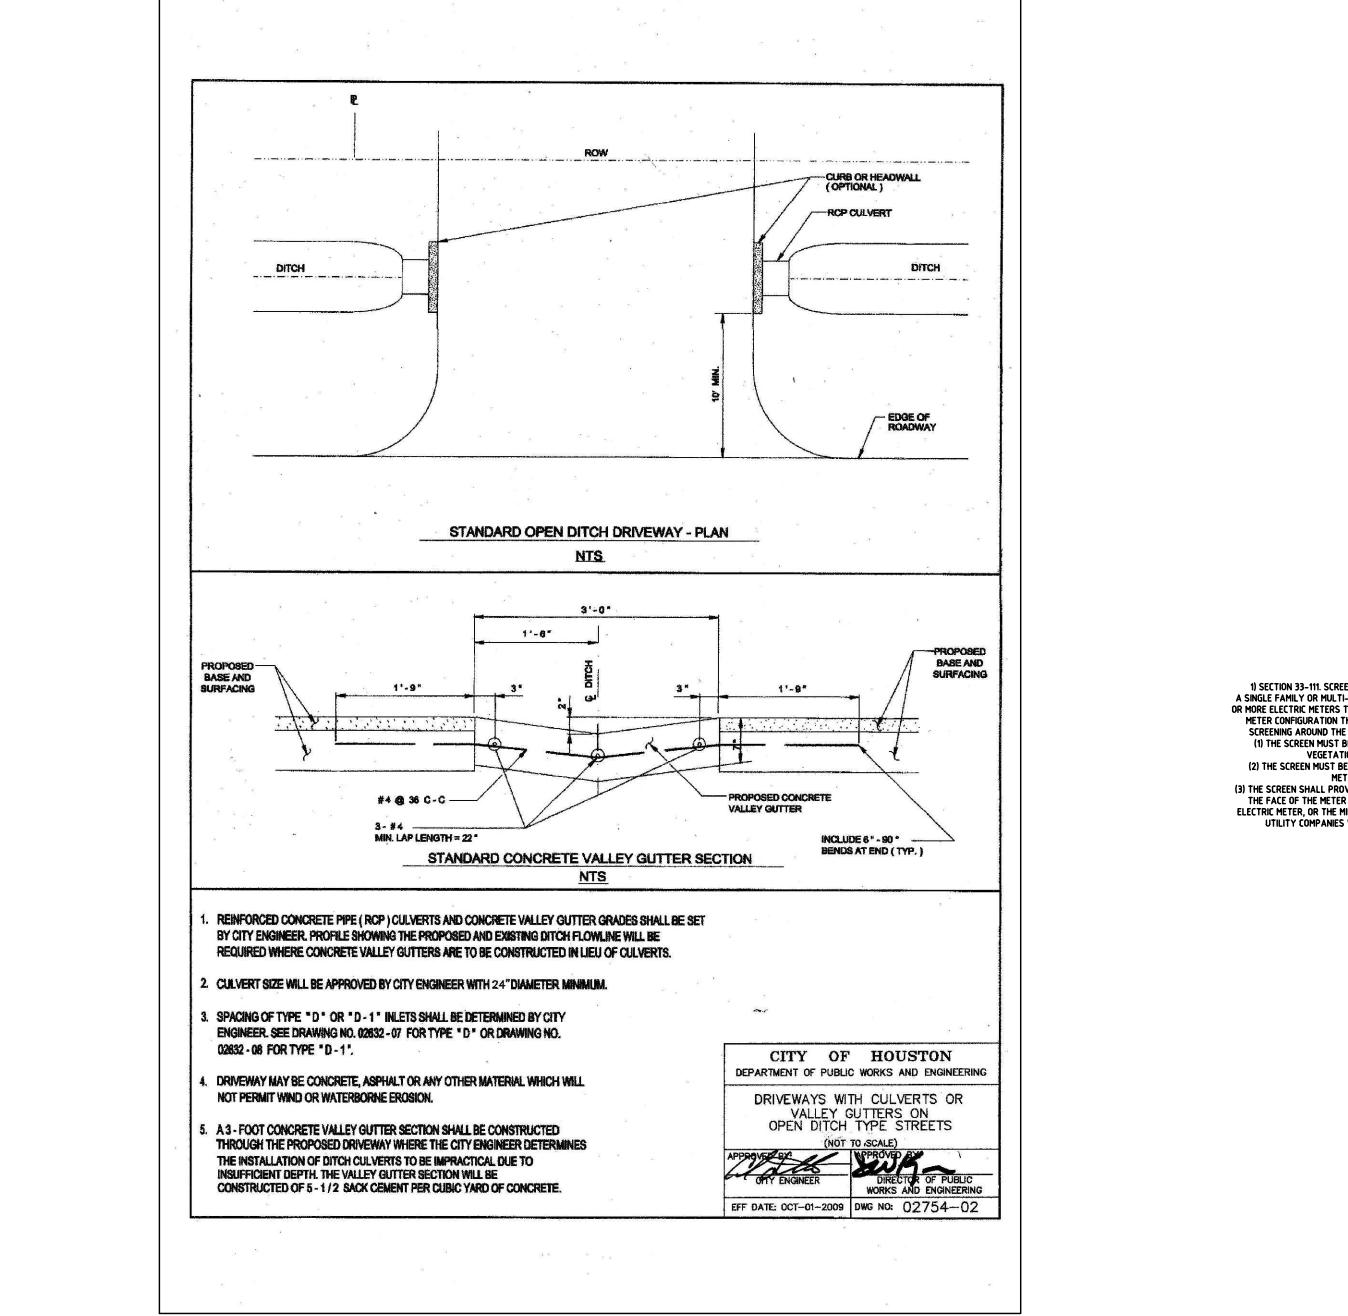 ROW
CURB OR HEADWALL
( OPTIONAL )
RCP CULVERT
DITCH
DITCH
10' MIN.
EDGE OF
ROADWAY
STANDARD OPEN DITCH DRIVEWAY - PLAN
NTS
3'-0"
1'-6"
PROPOSED
BASE AND
SURFACING
DITCH
PROPOSED
BASE AND
SURFACING
1'-9"
3"
2"
3"
1'-9"
7"
#4 @ 36 C-C
PROPOSED CONCRETE
VALLEY GUTTER
3- #4
MIN. LAP LENGTH = 22"
INCLUDE 6" - 90°
BENDS AT END ( TYP. )
STANDARD CONCRETE VALLEY GUTTER SECTION
NTS
1. REINFORCED CONCRETE PIPE ( RCP ) CULVERTS AND CONCRETE VALLEY GUTTER GRADES SHALL BE SET
BY CITY ENGINEER. PROFILE SHOWING THE PROPOSED AND EXISTING DITCH FLOWLINE WILL BE
REQUIRED WHERE CONCRETE VALLEY GUTTERS ARE TO BE CONSTRUCTED IN LIEU OF CULVERTS.
2. CULVERT SIZE WILL BE APPROVED BY CITY ENGINEER WITH 24" DIAMETER MINIMUM.
3. SPACING OF TYPE "D" OR "D-1" INLETS SHALL BE DETERMINED BY CITY
ENGINEER. SEE DRAWING NO. 02632-07 FOR TYPE "D" OR DRAWING NO.
02632-08 FOR TYPE "D-1".
4. DRIVEWAY MAY BE CONCRETE, ASPHALT OR ANY OTHER MATERIAL WHICH WILL
NOT PERMIT WIND OR WATERBORNE EROSION.
5. A 3-FOOT CONCRETE VALLEY GUTTER SECTION SHALL BE CONSTRUCTED
THROUGH THE PROPOSED DRIVEWAY WHERE THE CITY ENGINEER DETERMINES
THE INSTALLATION OF DITCH CULVERTS TO BE IMPRACTICAL DUE TO
INSUFFICIENT DEPTH. THE VALLEY GUTTER SECTION WILL BE
CONSTRUCTED OF 5-1/2 SACK CEMENT PER CUBIC YARD OF CONCRETE.
CITY OF HOUSTON
DEPARTMENT OF PUBLIC WORKS AND ENGINEERING
DRIVEWAYS WITH CULVERTS OR
VALLEY GUTTERS ON
OPEN DITCH TYPE STREETS
(NOT TO SCALE)
APPROVED BY:
CITY ENGINEER
APPROVED BY:
DIRECTOR OF PUBLIC
WORKS AND ENGINEERING
EFF DATE: OCT-01-2009
DWG NO: 02754-02
1) SECTION 33-111. SCREE
A SINGLE FAMILY OR MULTI-
OR MORE ELECTRIC METERS T
METER CONFIGURATION TH
SCREENING AROUND THE
(1) THE SCREEN MUST B
VEGETATI
(2) THE SCREEN MUST BE
MET
(3) THE SCREEN SHALL PROV
THE FACE OF THE METER
ELECTRIC METER, OR THE MI
UTILITY COMPANIES